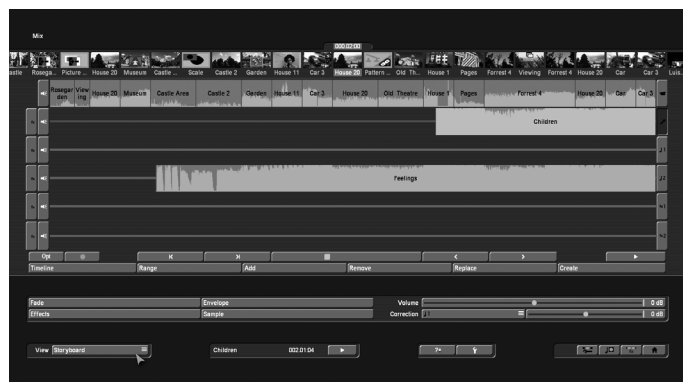 Mix
000.02:00
astle Rosega... Picture ... House 20 Museum Castle ... Scale Castle 2 Garden House 11 Car 3 House 20 Pattern ... Old Th... House 1 Pages Forrest 4 Viewing Forrest 4 House 20 Car Car 3 Luis.
Rosegar View House 20 Museum Castle Area Castle 2 Garden House 11 Car 3 House 20 Old Theatre House 1 Pages Forrest 4 House 20 Car Car 3
den ing
Children
Feelings
Opt
Timeline Range Add Remove Replace Create
Fade Envelope Volume 0 dB
Effects Sample Correction 0 dB
View Storyboard Children 002.01:04